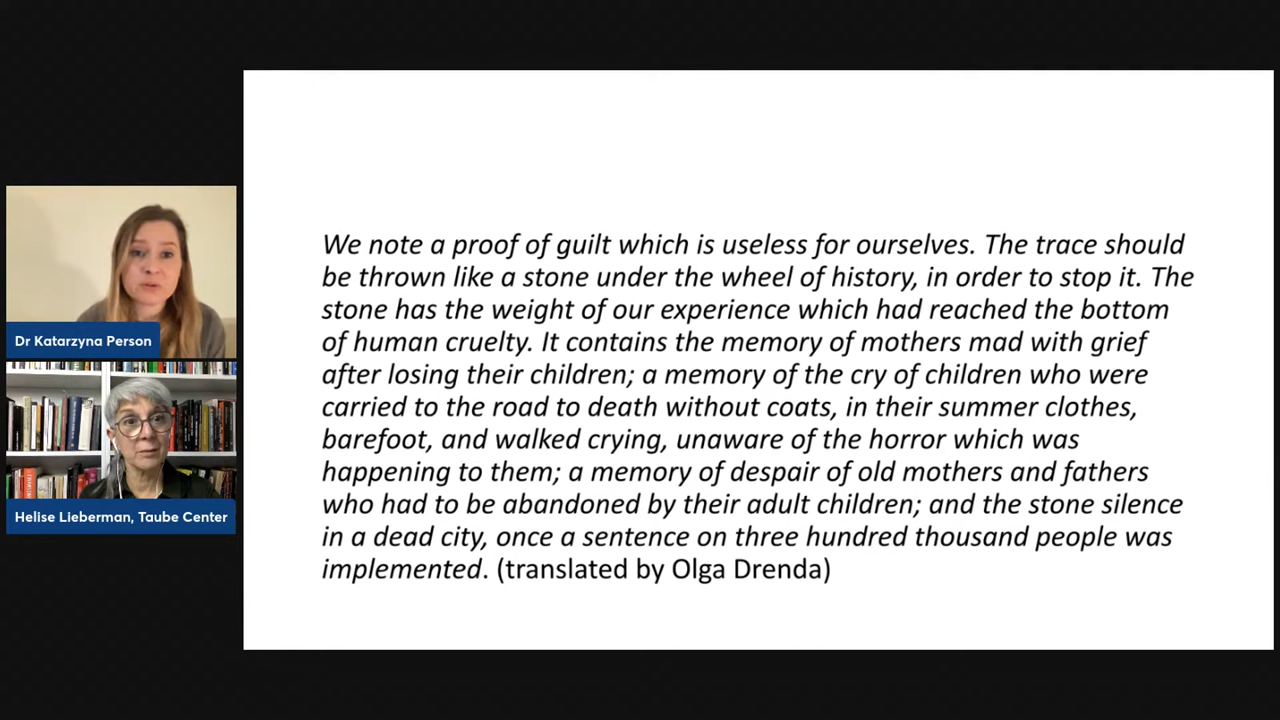 Dr Katarzyna Person
Helise Lieberman, Taube Center
We note a proof of guilt which is useless for ourselves. The trace should
be thrown like a stone under the wheel of history, in order to stop it. The
stone has the weight of our experience which had reached the bottom
of human cruelty. It contains the memory of mothers mad with grief
after losing their children; a memory of the cry of children who were
carried to the road to death without coats, in their summer clothes,
barefoot, and walked crying, unaware of the horror which was
happening to them; a memory of despair of old mothers and fathers
who had to be abandoned by their adult children; and the stone silence
in a dead city, once a sentence on three hundred thousand people was
implemented. (translated by Olga Drenda)